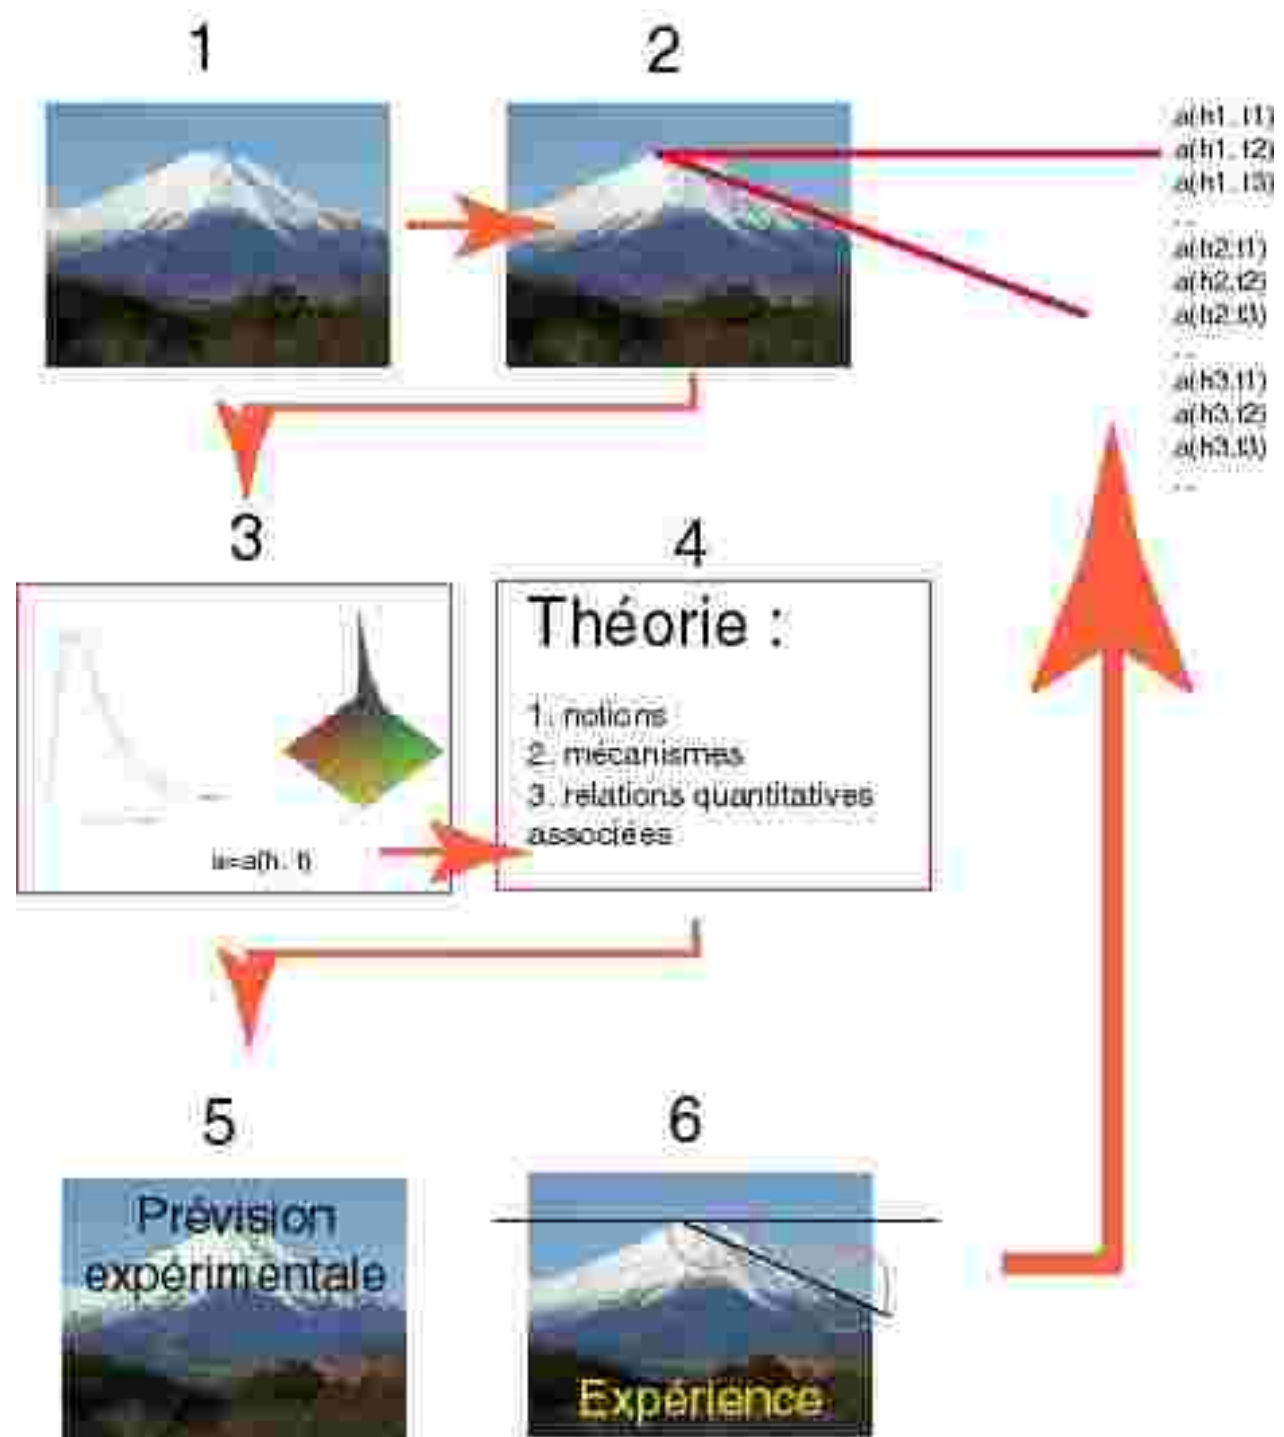 1
2
a(h1, t1)
a(h1, t2)
a(h1, t3)
...
a(h2,t1)
a(h2,t2)
a(h2,t3)
...
a(h3,t1)
a(h3,t2)
a(h3,t3)
...
3
4
Théorie :
1. notions
2. mécanismes
3. relations quantitatives
associées
a=a(h, t)
5
6
Prévision
expérimentale
Expérience